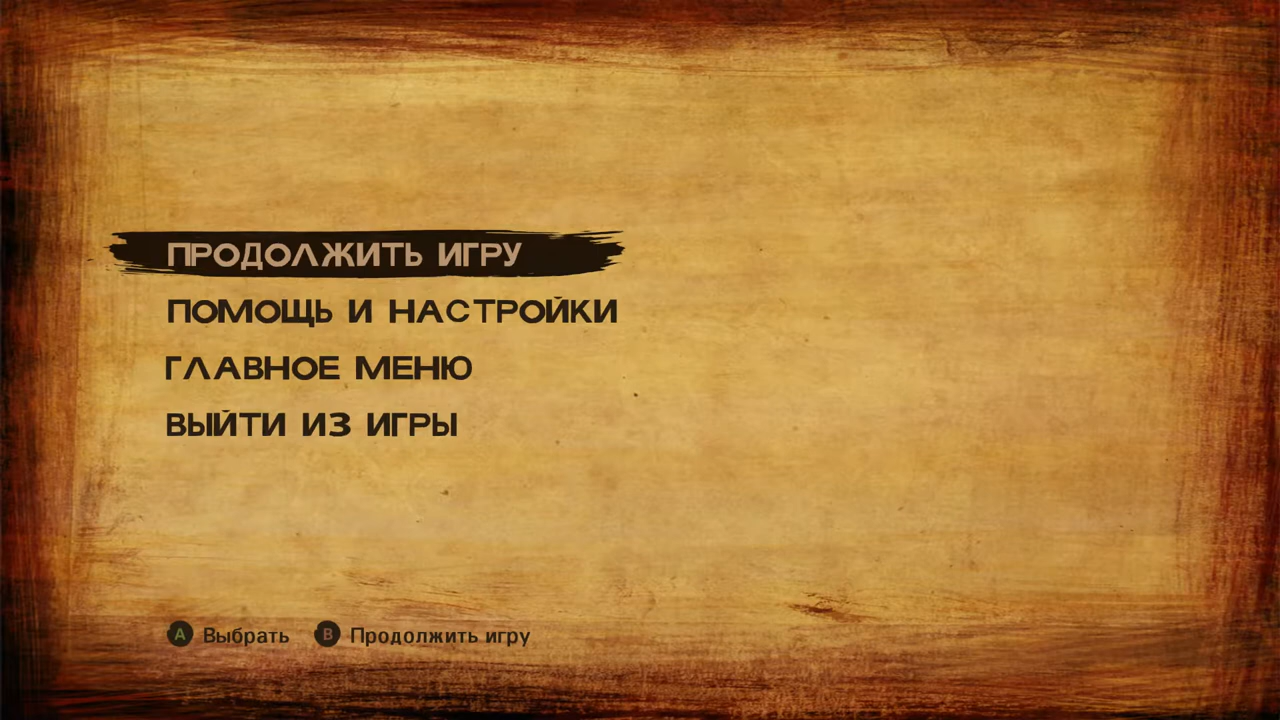 ПРОДОЛЖИТЬ ИГРУ
ПОМОЩЬ И НАСТРОЙКИ
ГЛАВНОЕ МЕНЮ
ВЫЙТИ ИЗ ИГРЫ
A Выбрать B Продолжить игру